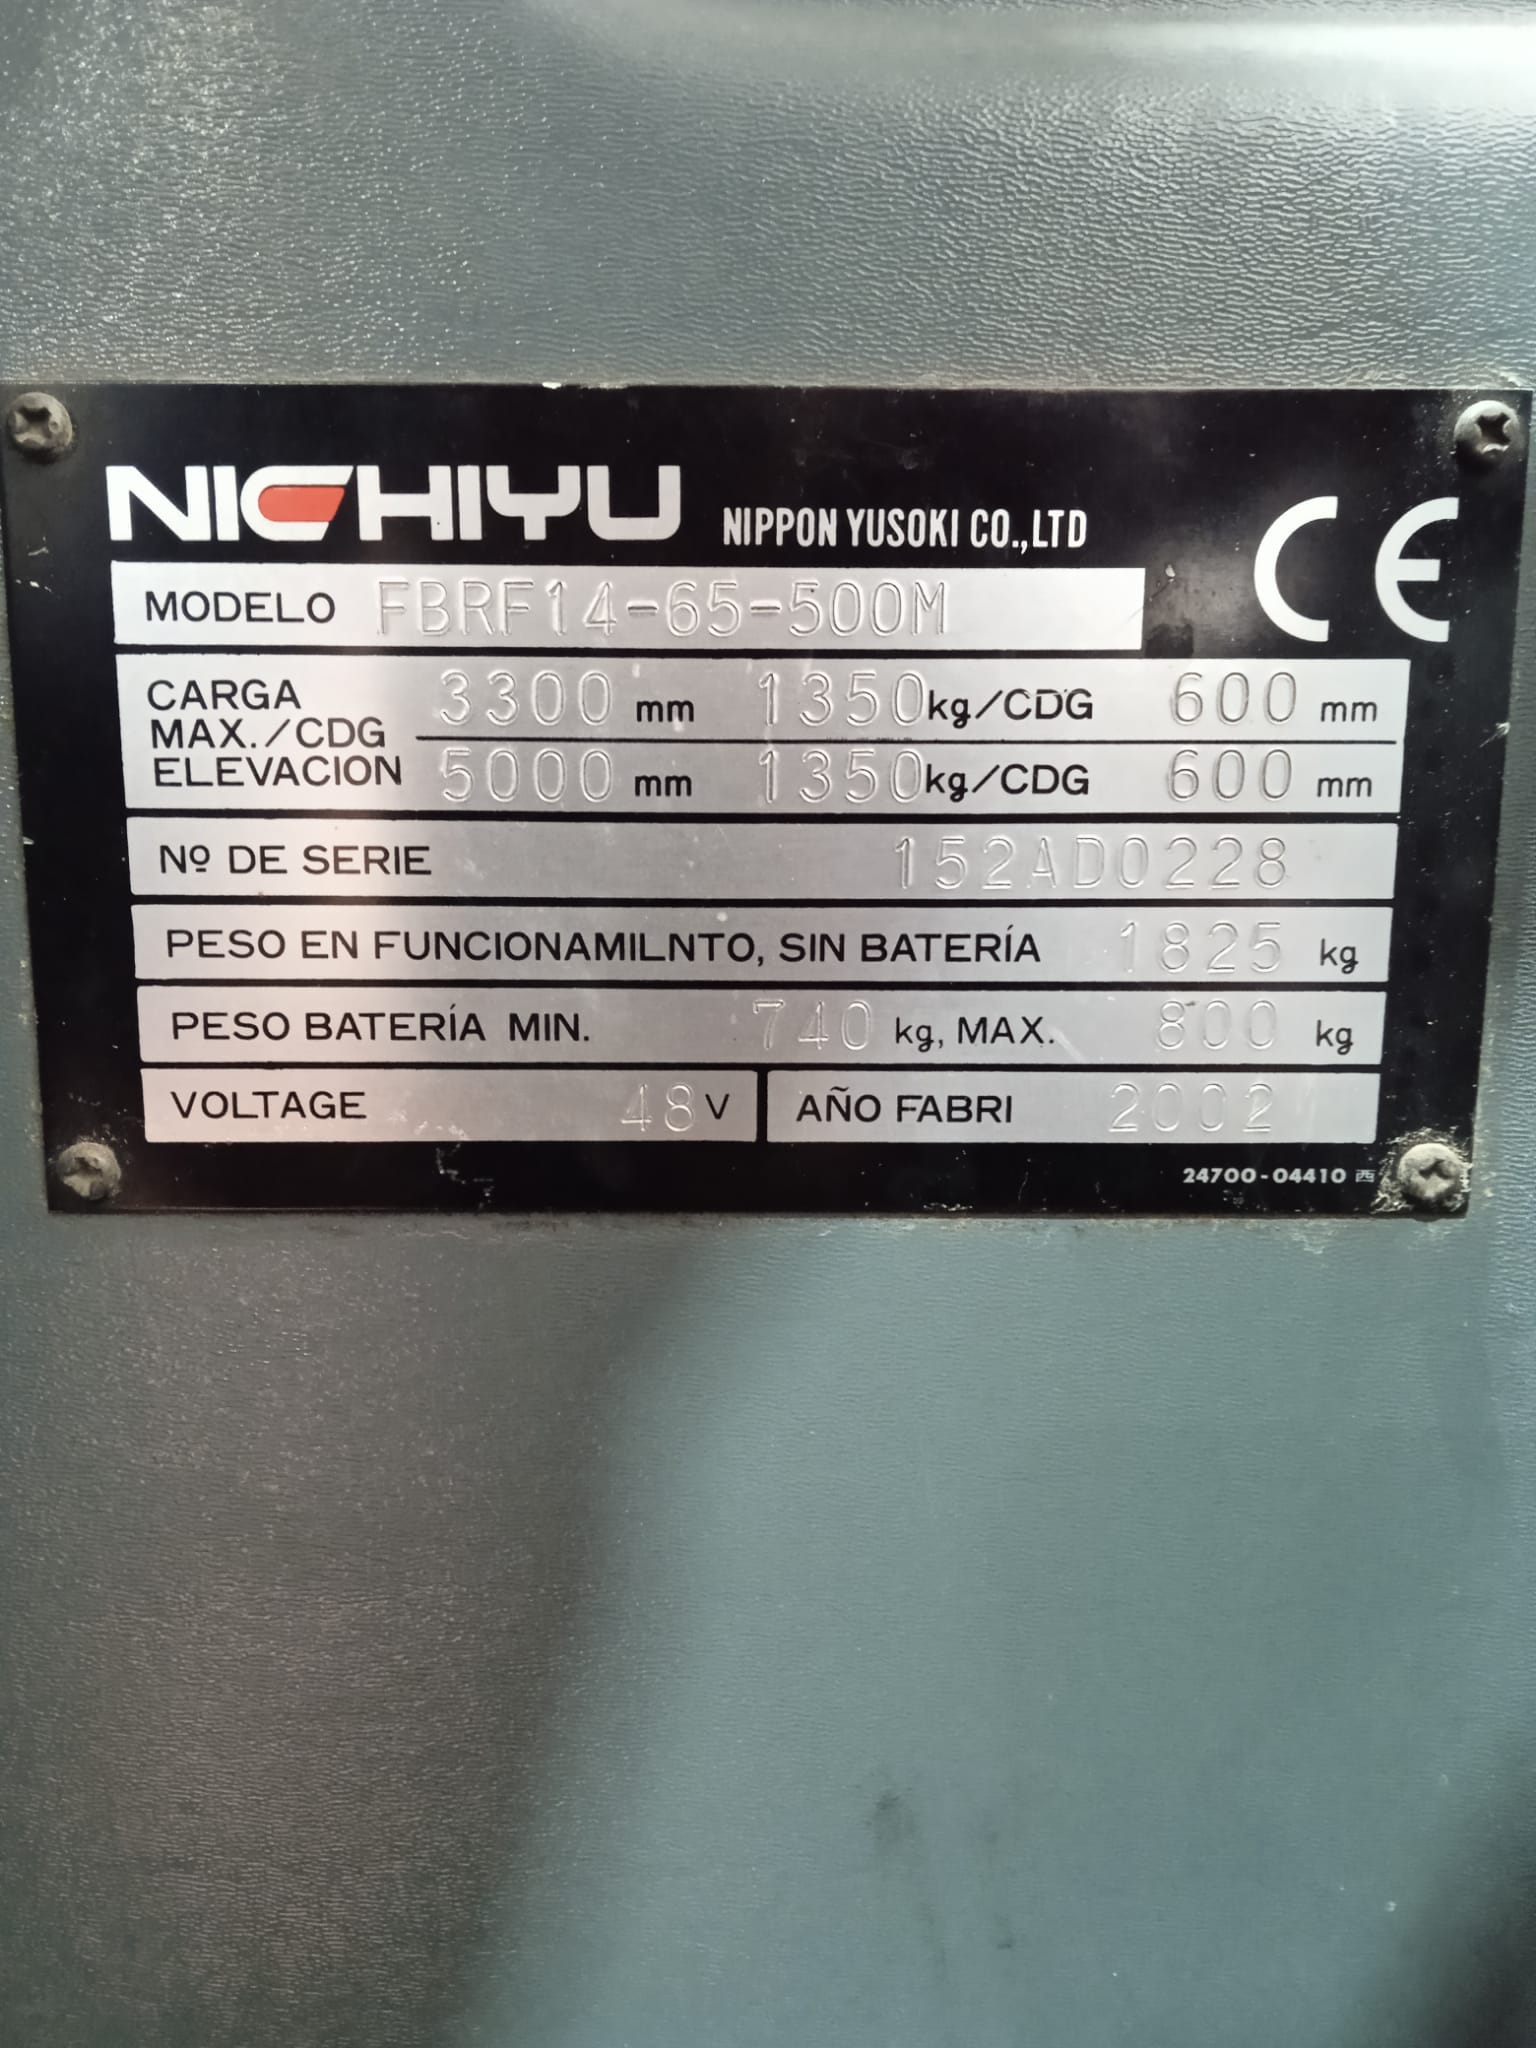 NICHIYU NIPPON YUSOKI CO.,LTD CE
MODELO FBRF14-65-500M
CARGA MAX./CDG ELEVACION
3300 mm 1350 kg/CDG 600 mm
5000 mm 1350 kg/CDG 600 mm
Nº DE SERIE 152AD0228
PESO EN FUNCIONAMILNTO, SIN BATERÍA 1825 kg
PESO BATERÍA MIN. 740 kg, MAX. 800 kg
VOLTAGE 48 V AÑO FABRI 2002
24700-04410 西